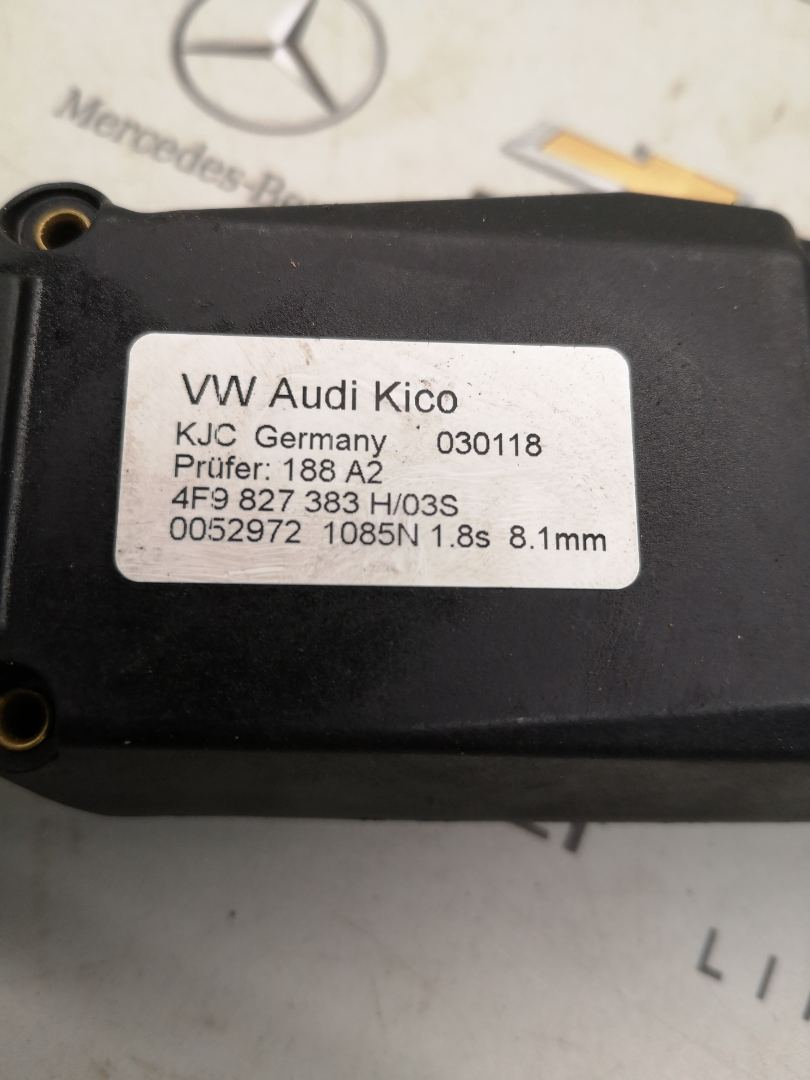 Mercedes-Be
VW Audi Kico
KJC Germany 030118
Prüfer: 188 A2
4F9 827 383 H/03S
0052972 1085N 1.8s 8.1mm
LI